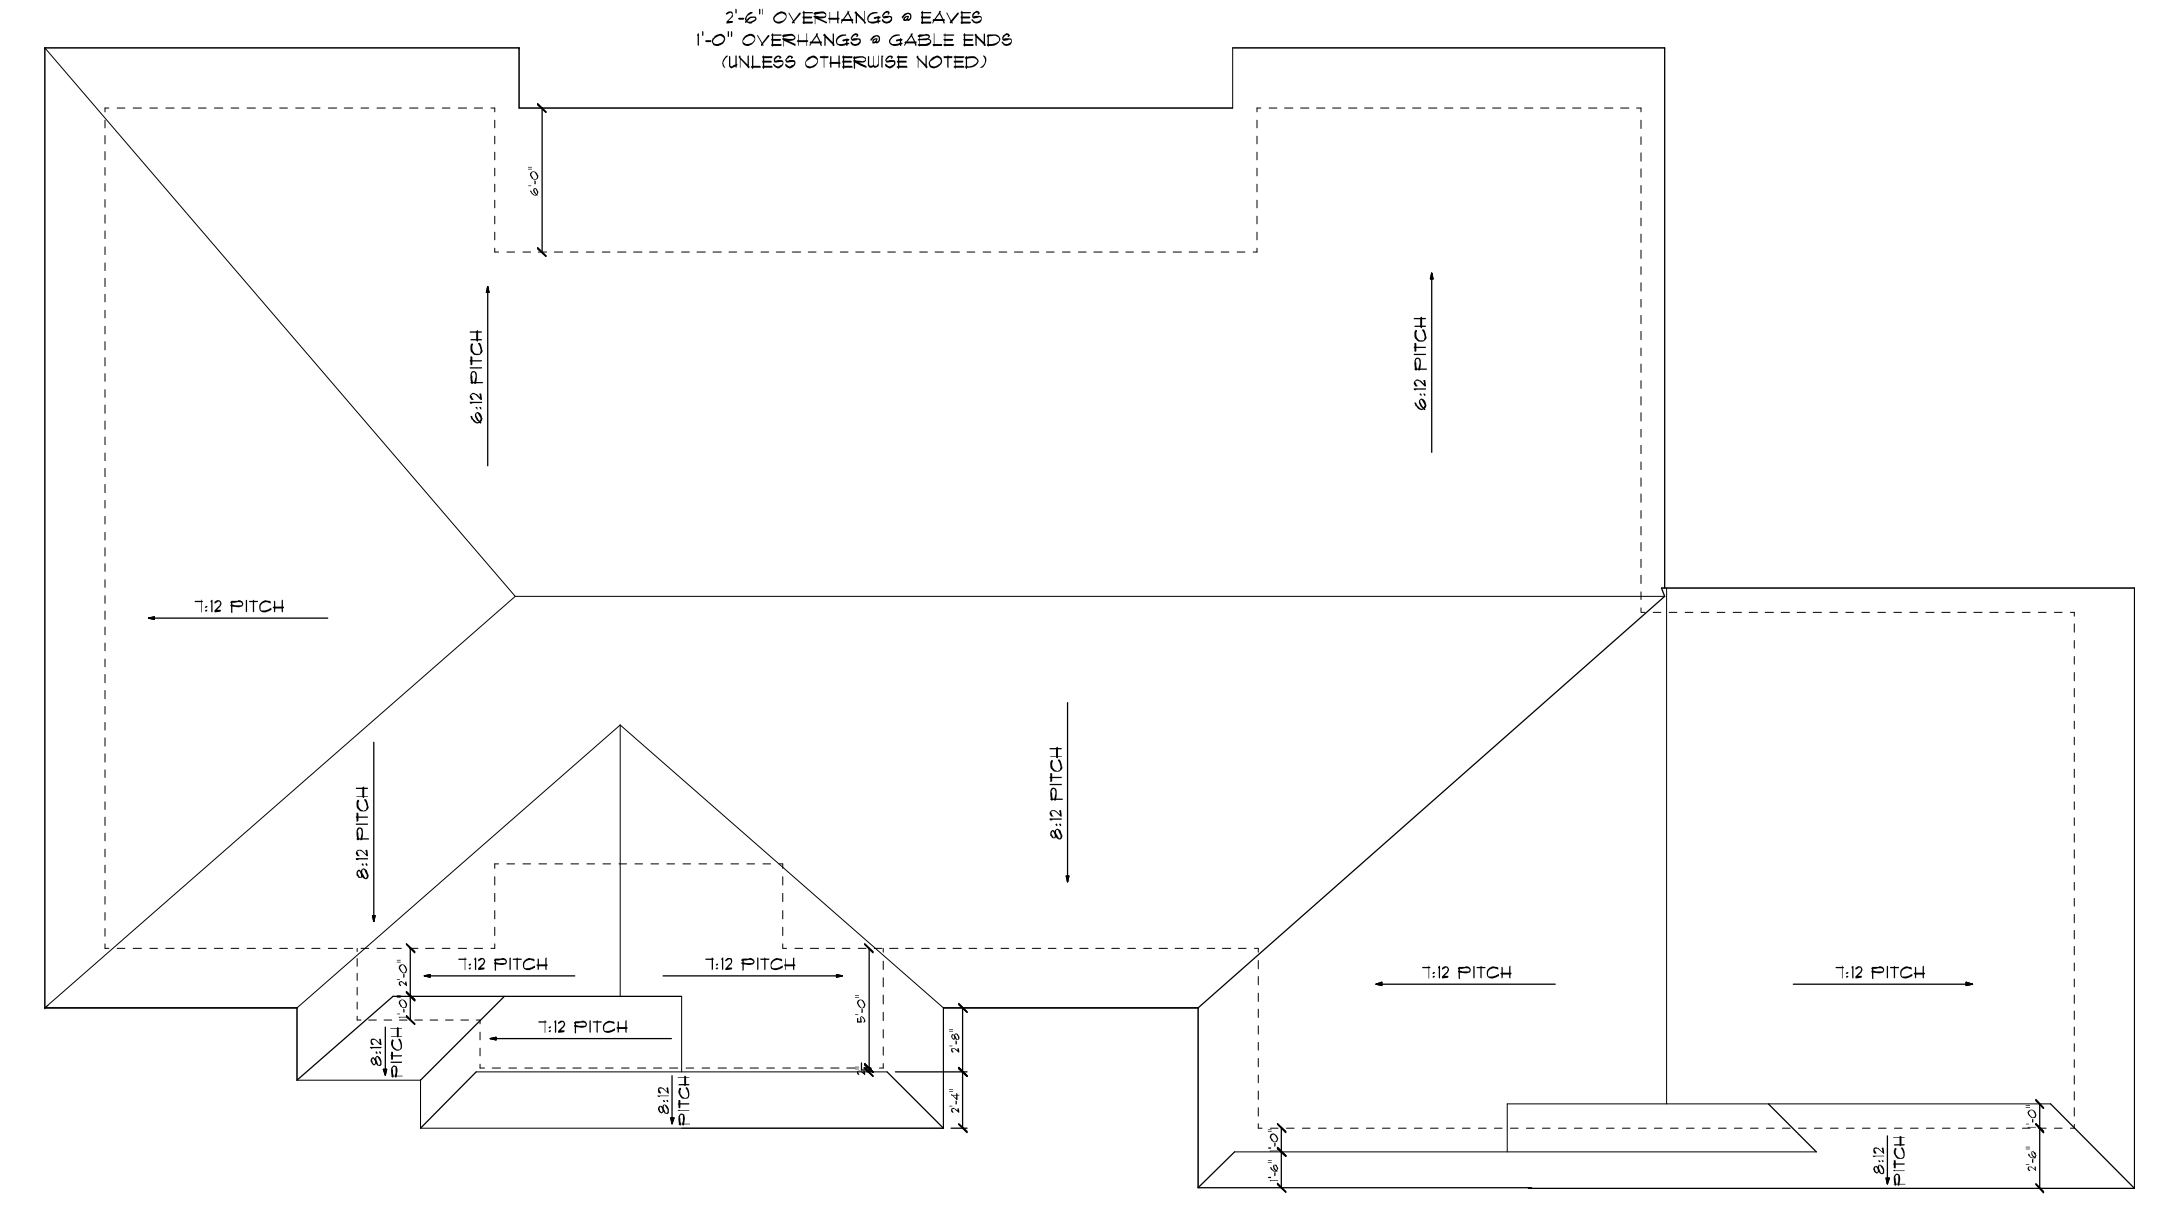 2'-6" OVERHANGS @ EAVES
1'-0" OVERHANGS @ GABLE ENDS
(UNLESS OTHERWISE NOTED)
6'-0"
6:12 PITCH
6:12 PITCH
7:12 PITCH
8:12 PITCH
8:12 PITCH
7:12 PITCH
7:12 PITCH
2'-0"
1'-0"
5'-0"
7:12 PITCH
7:12 PITCH
7:12 PITCH
8:12
PITCH
2'-8"
8:12
PITCH
2'-4"
1'-0"
1'-6"
1'-0"
2'-6"
8:12
PITCH